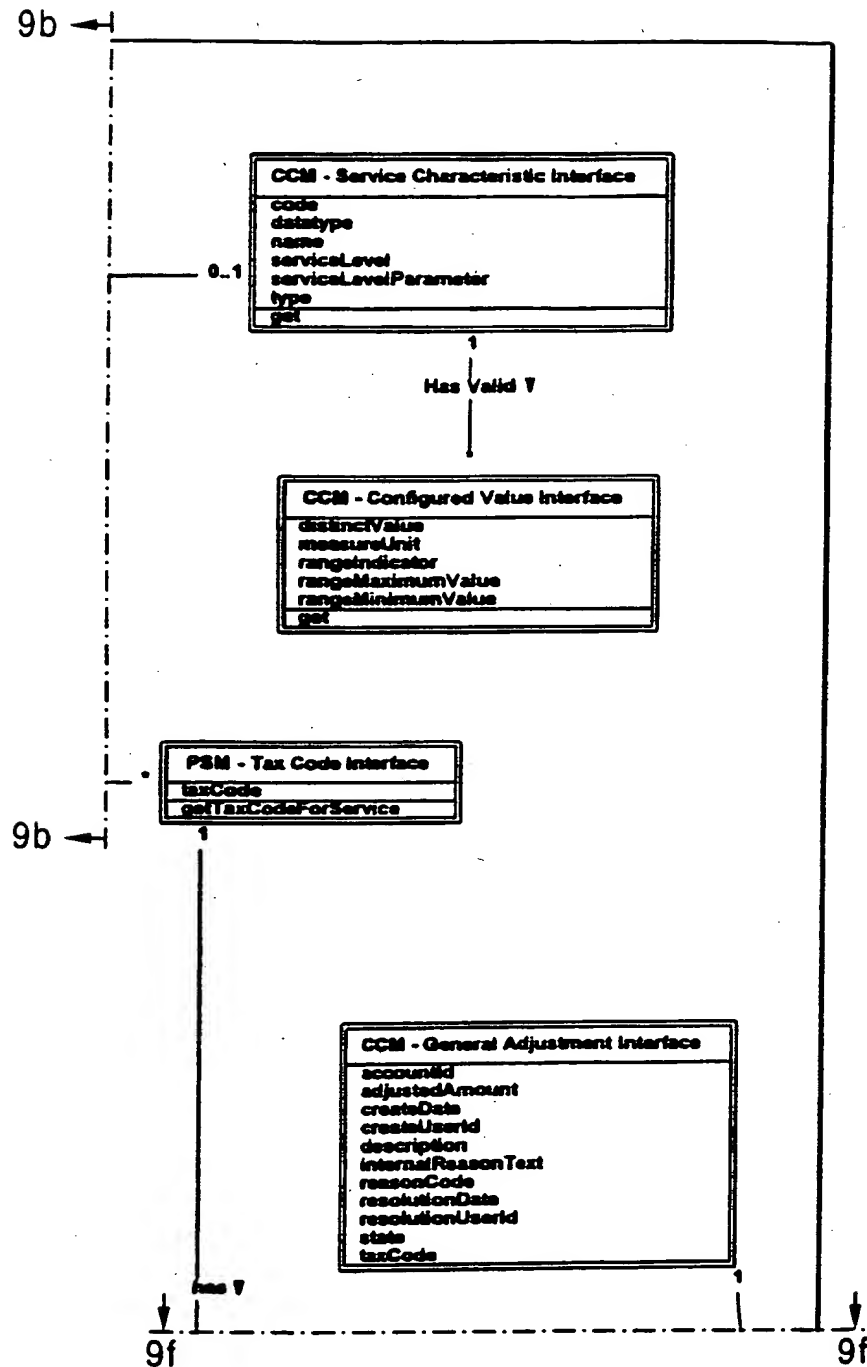 9b
CCM - Service Characteristic Interface
code
datatype
name
serviceLevel
0..1
serviceLevelParameter
type
get
1
Has Valid ▼
*
CCM - Configured Value Interface
distinctValue
measureUnit
rangeIndicator
rangeMaximumValue
rangeMinimumValue
get
PSM - Tax Code Interface
*
taxCode
getTaxCodeForService
9b
1
CCM - General Adjustment Interface
accountId
adjustedAmount
createDate
createUserId
description
internalReasonText
reasonCode
resolutionDate
resolutionUserId
state
taxCode
has ▼
1
9f
9f